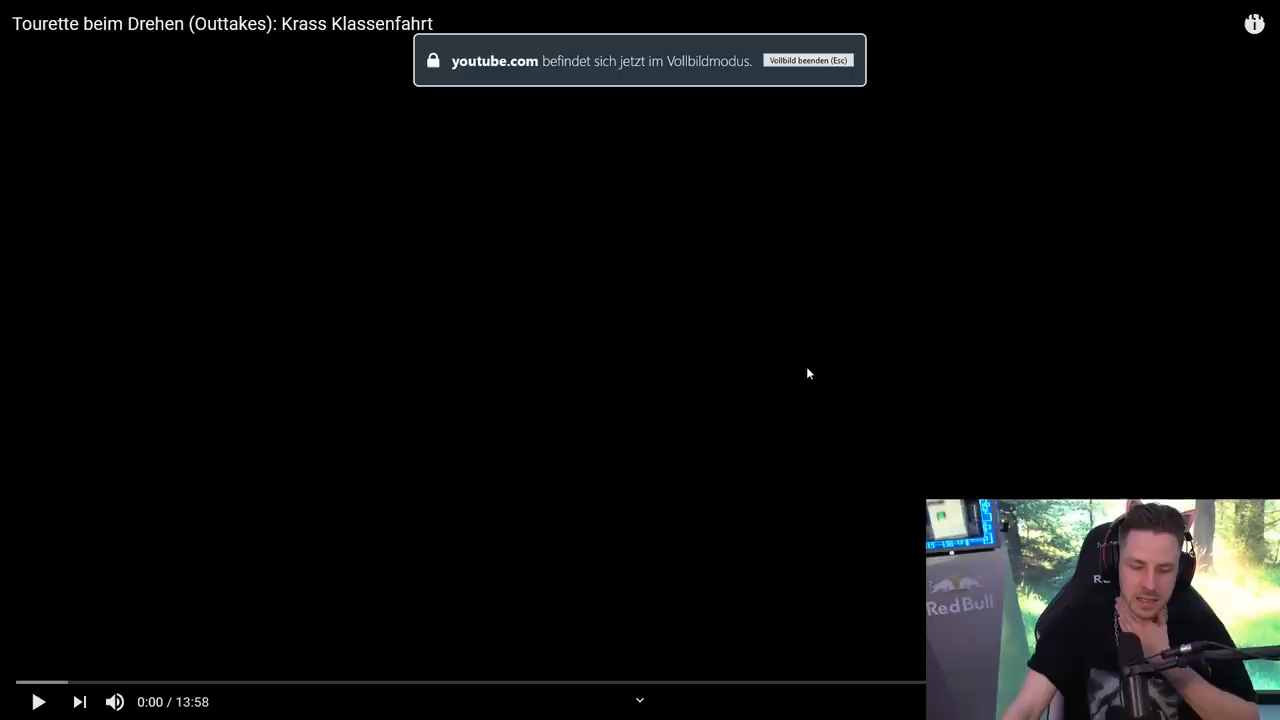 Tourette beim Drehen (Outtakes): Krass Klassenfahrt
youtube.com befindet sich jetzt im Vollbildmodus. Vollbild beenden (Esc)
RedBull
0:00 / 13:58